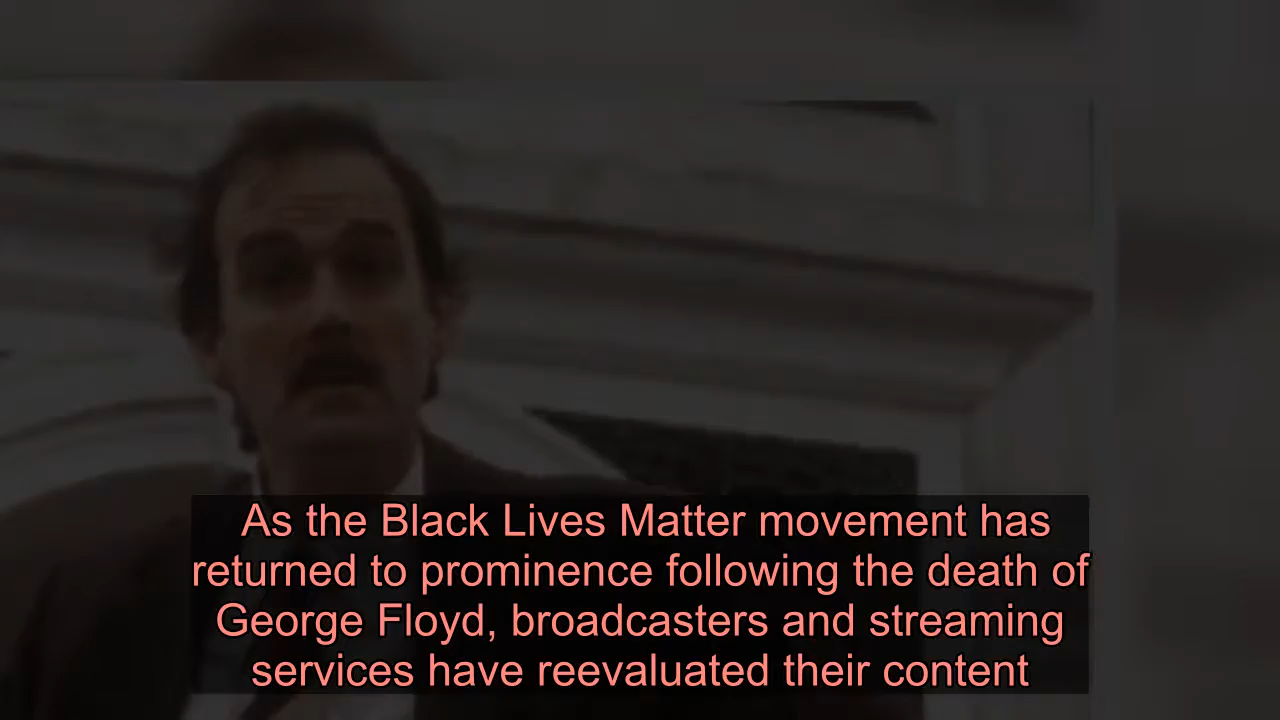 As the Black Lives Matter movement has
returned to prominence following the death of
George Floyd, broadcasters and streaming
services have reevaluated their content